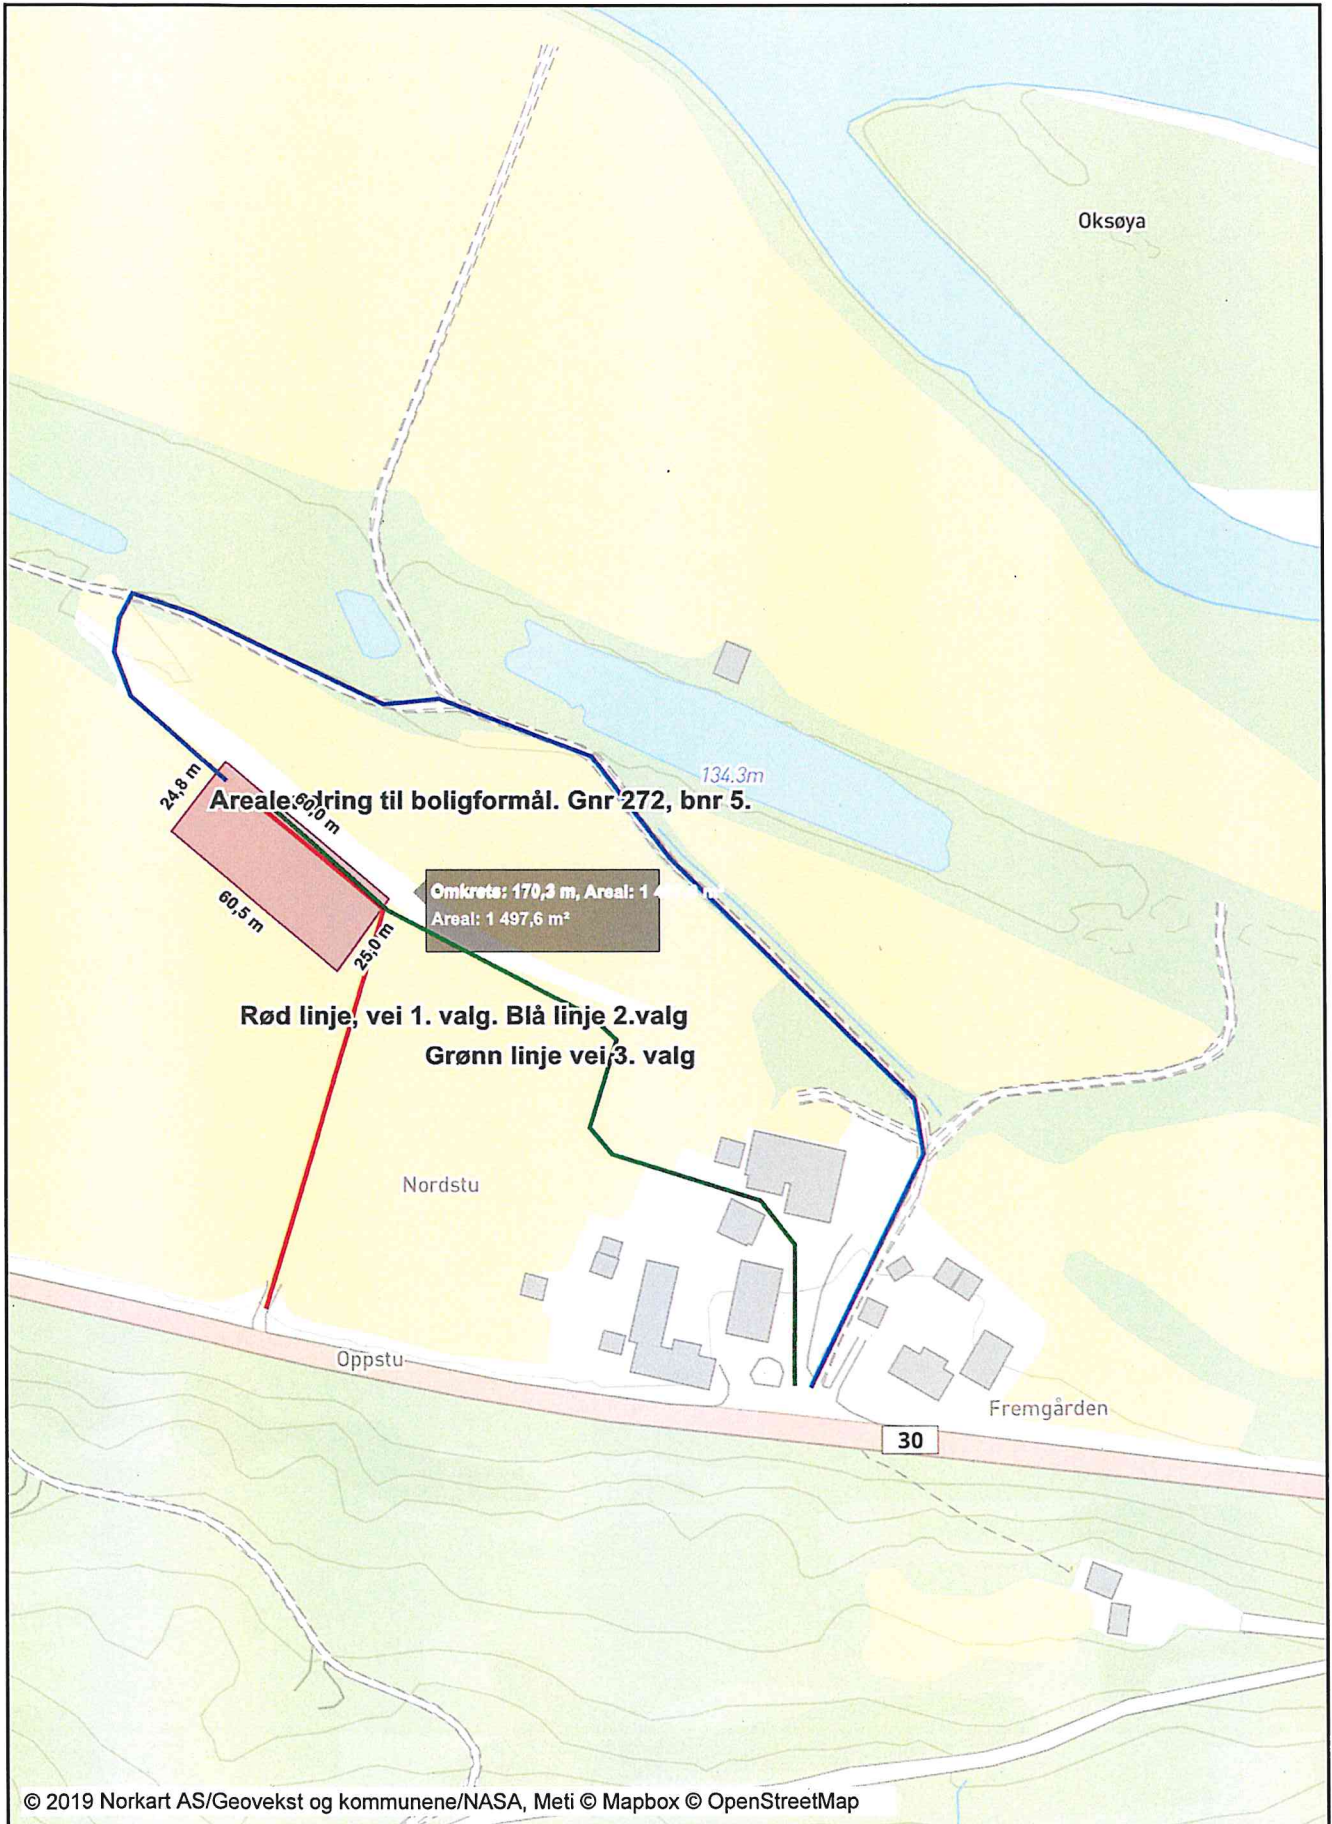 Oksøya
134.3m
24,8 m
60,0 m
til boligformål. Gnr 272, bnr 5.
60,5 m
25,0 m
Omkrets: 170,3 m, Areal: 1
Areal: 1 497,6 m²
Rød linje, vei 1. valg. Blå linje 2.valg
Grønn linje vei 3. valg
Nordstu
Oppstu
Fremgården
30
© 2019 Norkart AS/Geovekst og kommunene/NASA, Meti © Mapbox © OpenStreetMap